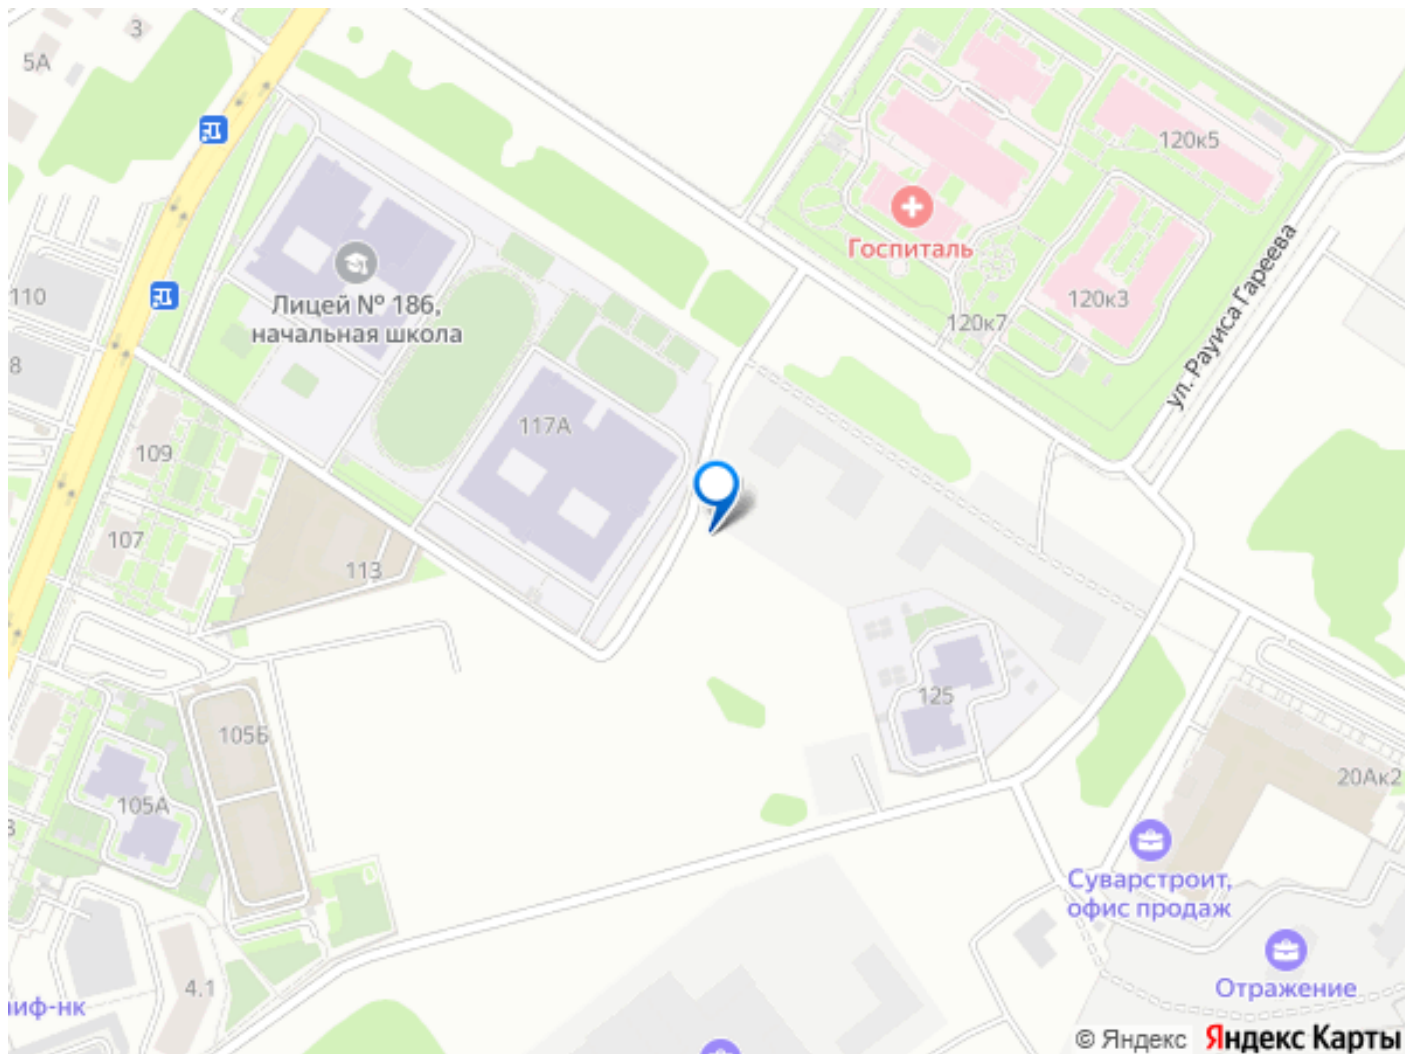 3
5А
120к5
Госпиталь
ул. Рауиса Гареева
110
Лицей № 186,
начальная школа
120к3
120к7
8
117А
109
107
113
125
105Б
20Ак2
105А
Суварстроит,
офис продаж
4.1
Отражение
иф-нк
© Яндекс Яндекс Карты